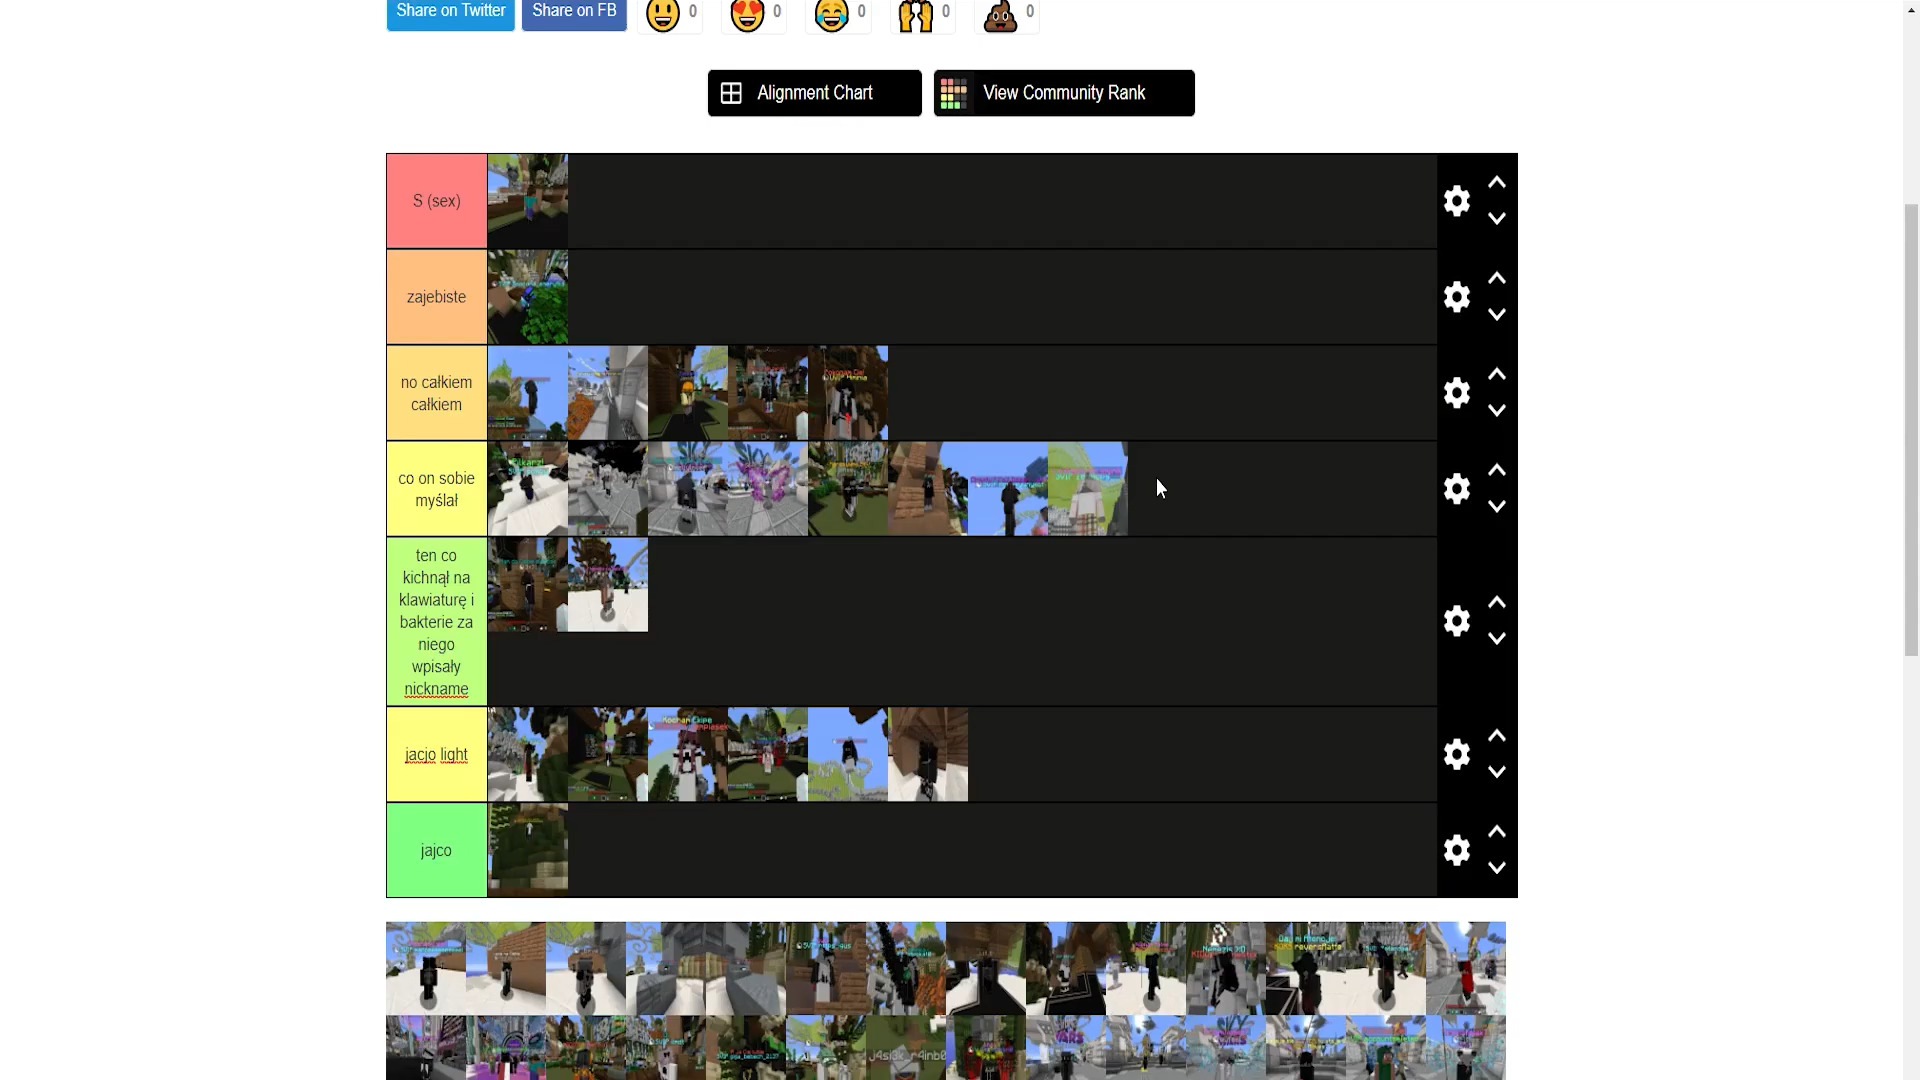 Share on Twitter
Share on FB
0
0
0
0
0
Alignment Chart
View Community Rank
S (sex)
zajebiste
no całkiem
całkiem
co on sobie
myślał
ten co
kichnął na
klawiaturę i
bakterie za
niego
wpisały
nickname
jacjo light
jajco